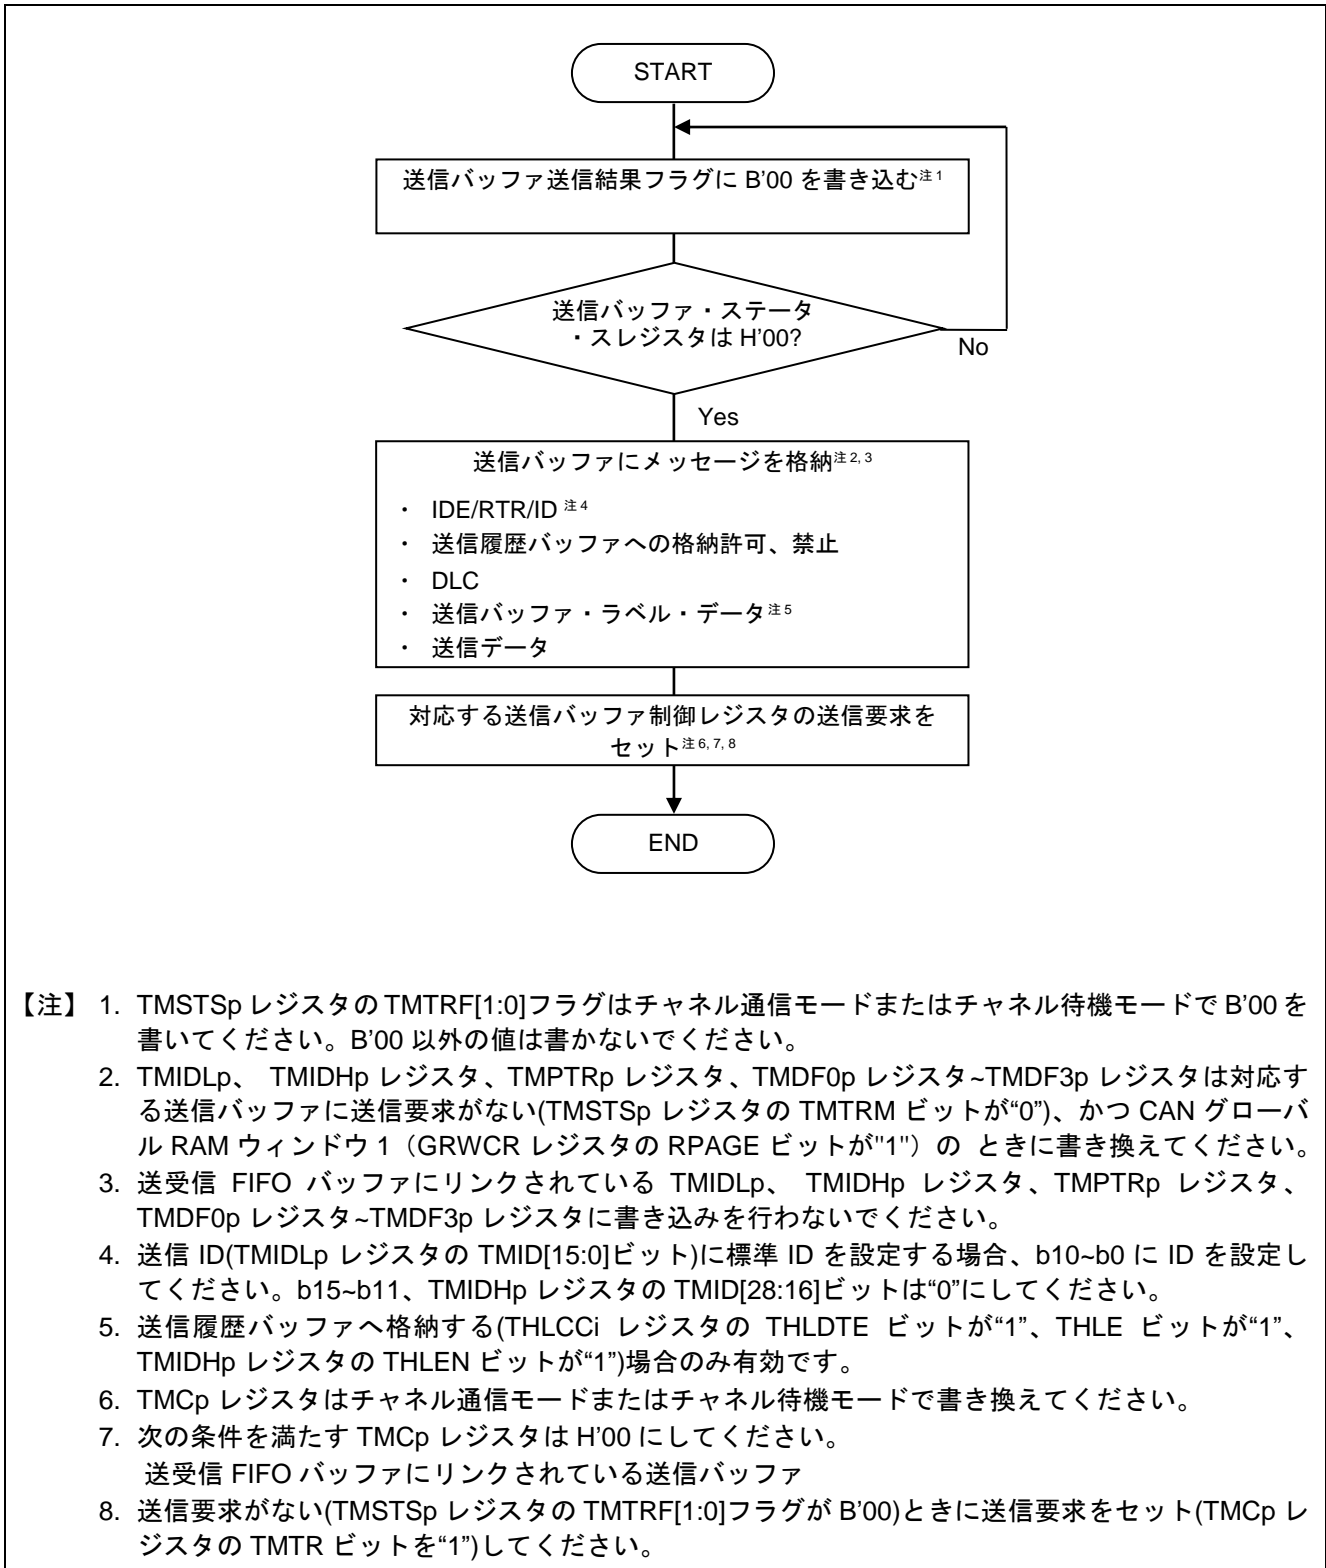 START
送信バッファ送信結果フラグに B'00 を書き込む注1
送信バッファ・ステータ
・スレジスタは H'00?
No
Yes
送信バッファにメッセージを格納注2, 3
・ IDE/RTR/ID 注4
・ 送信履歴バッファへの格納許可、禁止
・ DLC
・ 送信バッファ・ラベル・データ注5
・ 送信データ
対応する送信バッファ制御レジスタの送信要求を
セット注6, 7, 8
END
【注】 1. TMSTSp レジスタの TMTRF[1:0]フラグはチャネル通信モードまたはチャネル待機モードで B'00 を
書いてください。B'00 以外の値は書かないでください。
2. TMIDLp、 TMIDHp レジスタ、TMPTRp レジスタ、TMDF0p レジスタ~TMDF3p レジスタは対応す
る送信バッファに送信要求がない(TMSTSp レジスタの TMTRM ビットが“0”)、かつ CAN グローバ
ル RAM ウィンドウ 1（GRWCR レジスタの RPAGE ビットが"1"）の ときに書き換えてください。
3. 送受信 FIFO バッファにリンクされている TMIDLp、 TMIDHp レジスタ、TMPTRp レジスタ、
TMDF0p レジスタ~TMDF3p レジスタに書き込みを行わないでください。
4. 送信 ID(TMIDLp レジスタの TMID[15:0]ビット)に標準 ID を設定する場合、b10~b0 に ID を設定し
てください。b15~b11、TMIDHp レジスタの TMID[28:16]ビットは“0”にしてください。
5. 送信履歴バッファへ格納する(THLCCi レジスタの THLDTE ビットが“1”、THLE ビットが“1”、
TMIDHp レジスタの THLEN ビットが“1”)場合のみ有効です。
6. TMCp レジスタはチャネル通信モードまたはチャネル待機モードで書き換えてください。
7. 次の条件を満たす TMCp レジスタは H'00 にしてください。
送受信 FIFO バッファにリンクされている送信バッファ
8. 送信要求がない(TMSTSp レジスタの TMTRF[1:0]フラグが B'00)ときに送信要求をセット(TMCp レ
ジスタの TMTR ビットを“1”)してください。